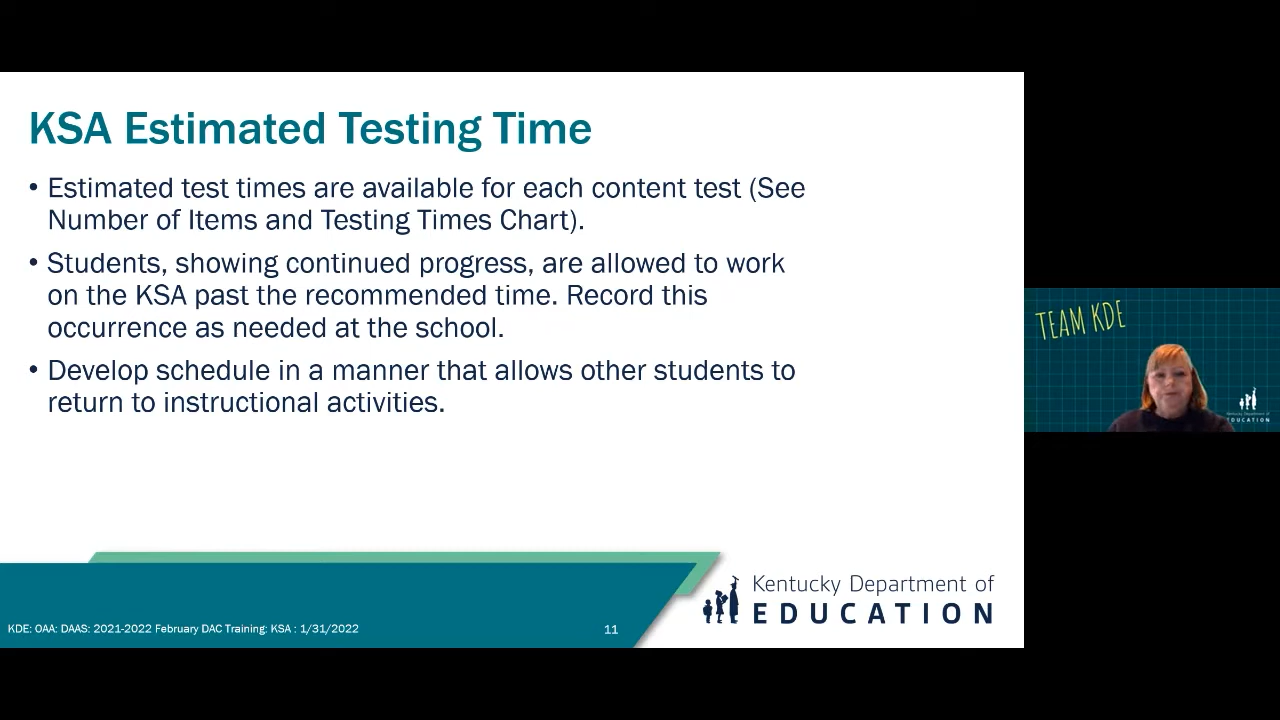 KSA Estimated Testing Time
• Estimated test times are available for each content test (See
Number of Items and Testing Times Chart).
• Students, showing continued progress, are allowed to work
on the KSA past the recommended time. Record this
occurrence as needed at the school.
• Develop schedule in a manner that allows other students to
return to instructional activities.
KDE: OAA: DAAS: 2021-2022 February DAC Training: KSA : 1/31/2022
11
Kentucky Department of
EDUCATION
TEAM KDE
Kentucky Department of
EDUCATION